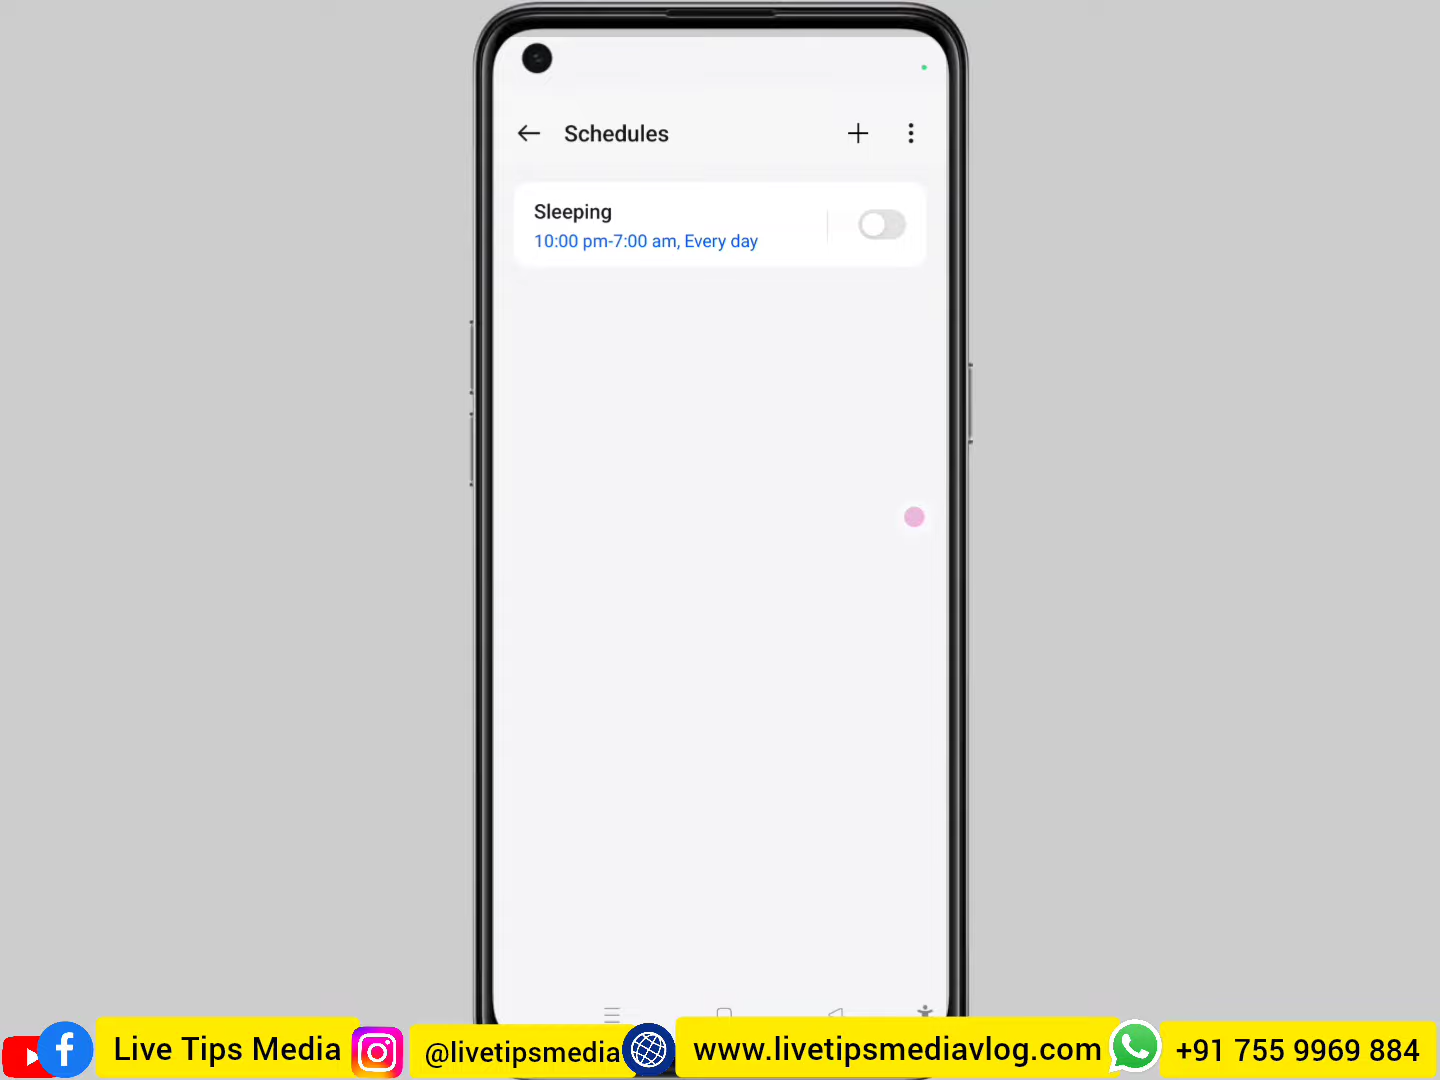 Schedules
Sleeping
10:00 pm-7:00 am, Every day
Live Tips Media
@livetipsmedia
www.livetipsmediavlog.com
+91 755 9969 884